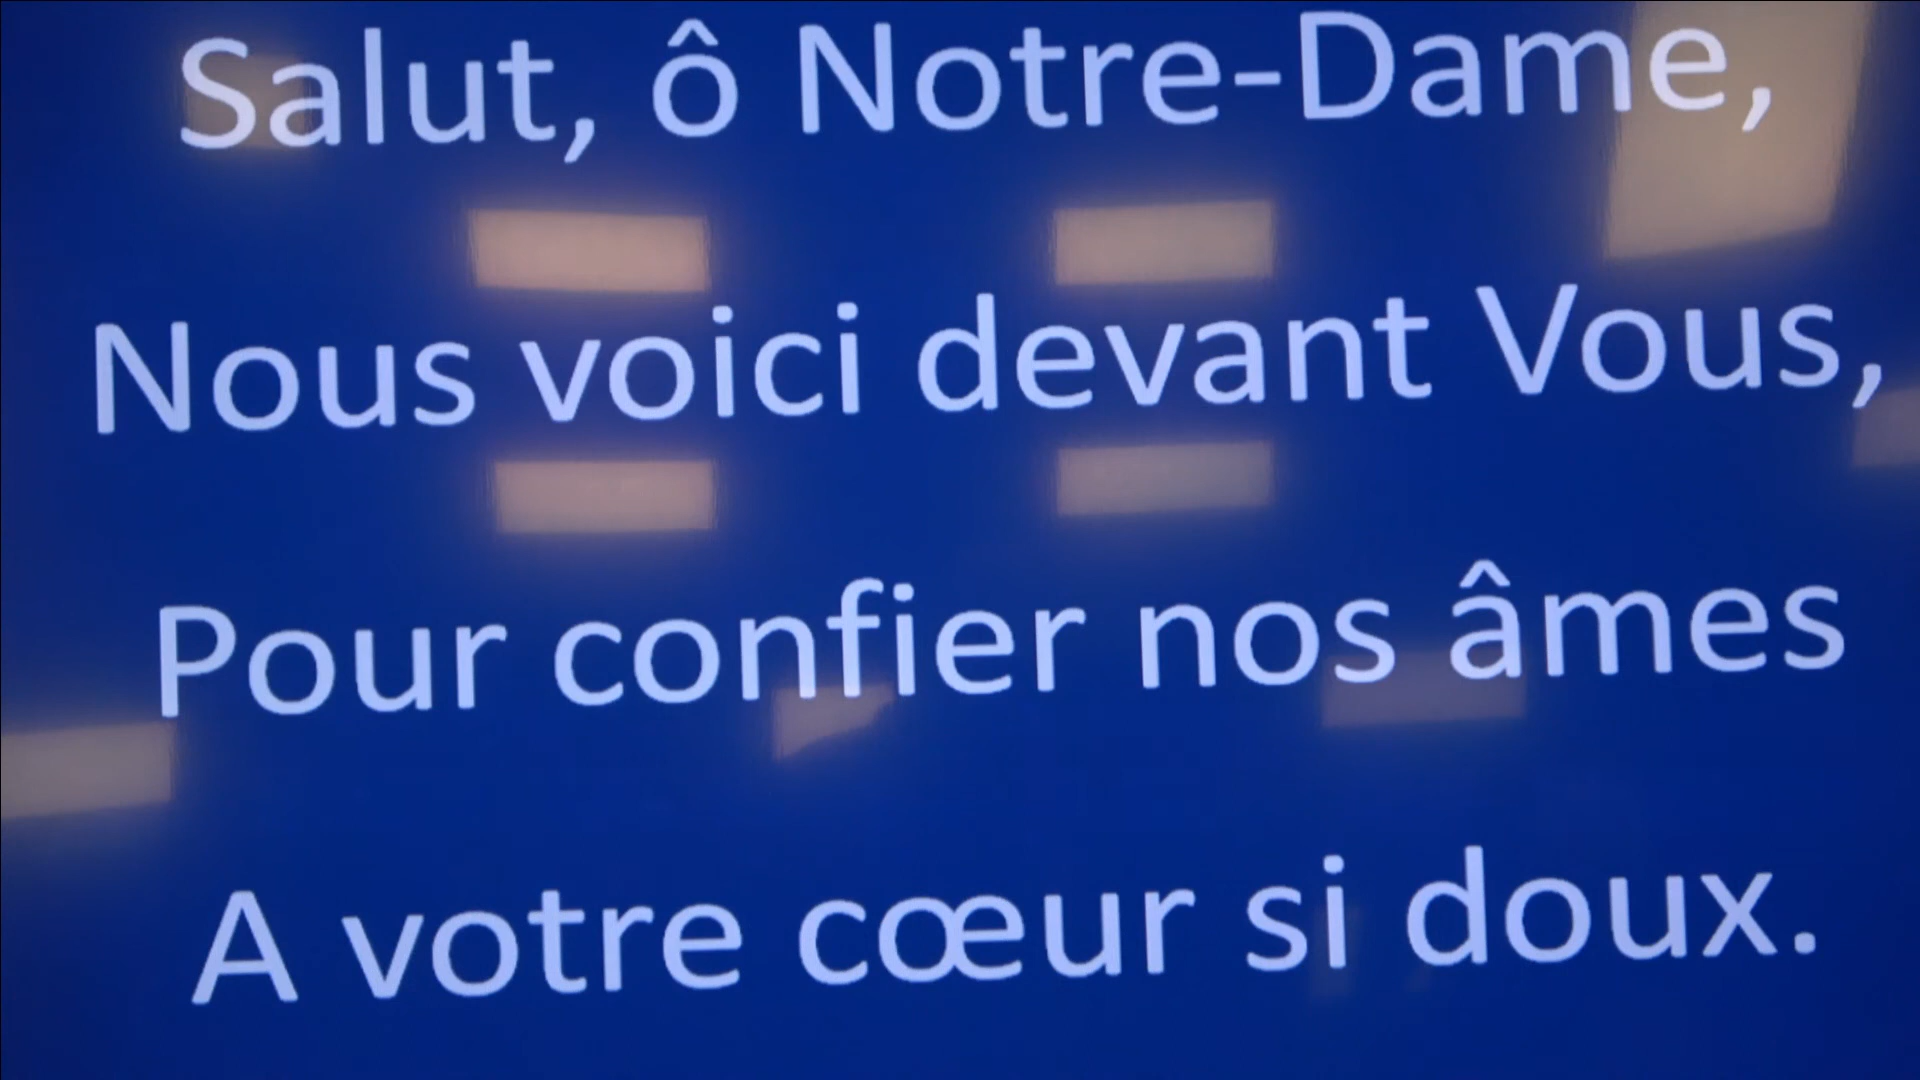 Salut, ô Notre-Dame,
Nous voici devant Vous,
Pour confier nos âmes
A votre cœur si doux.